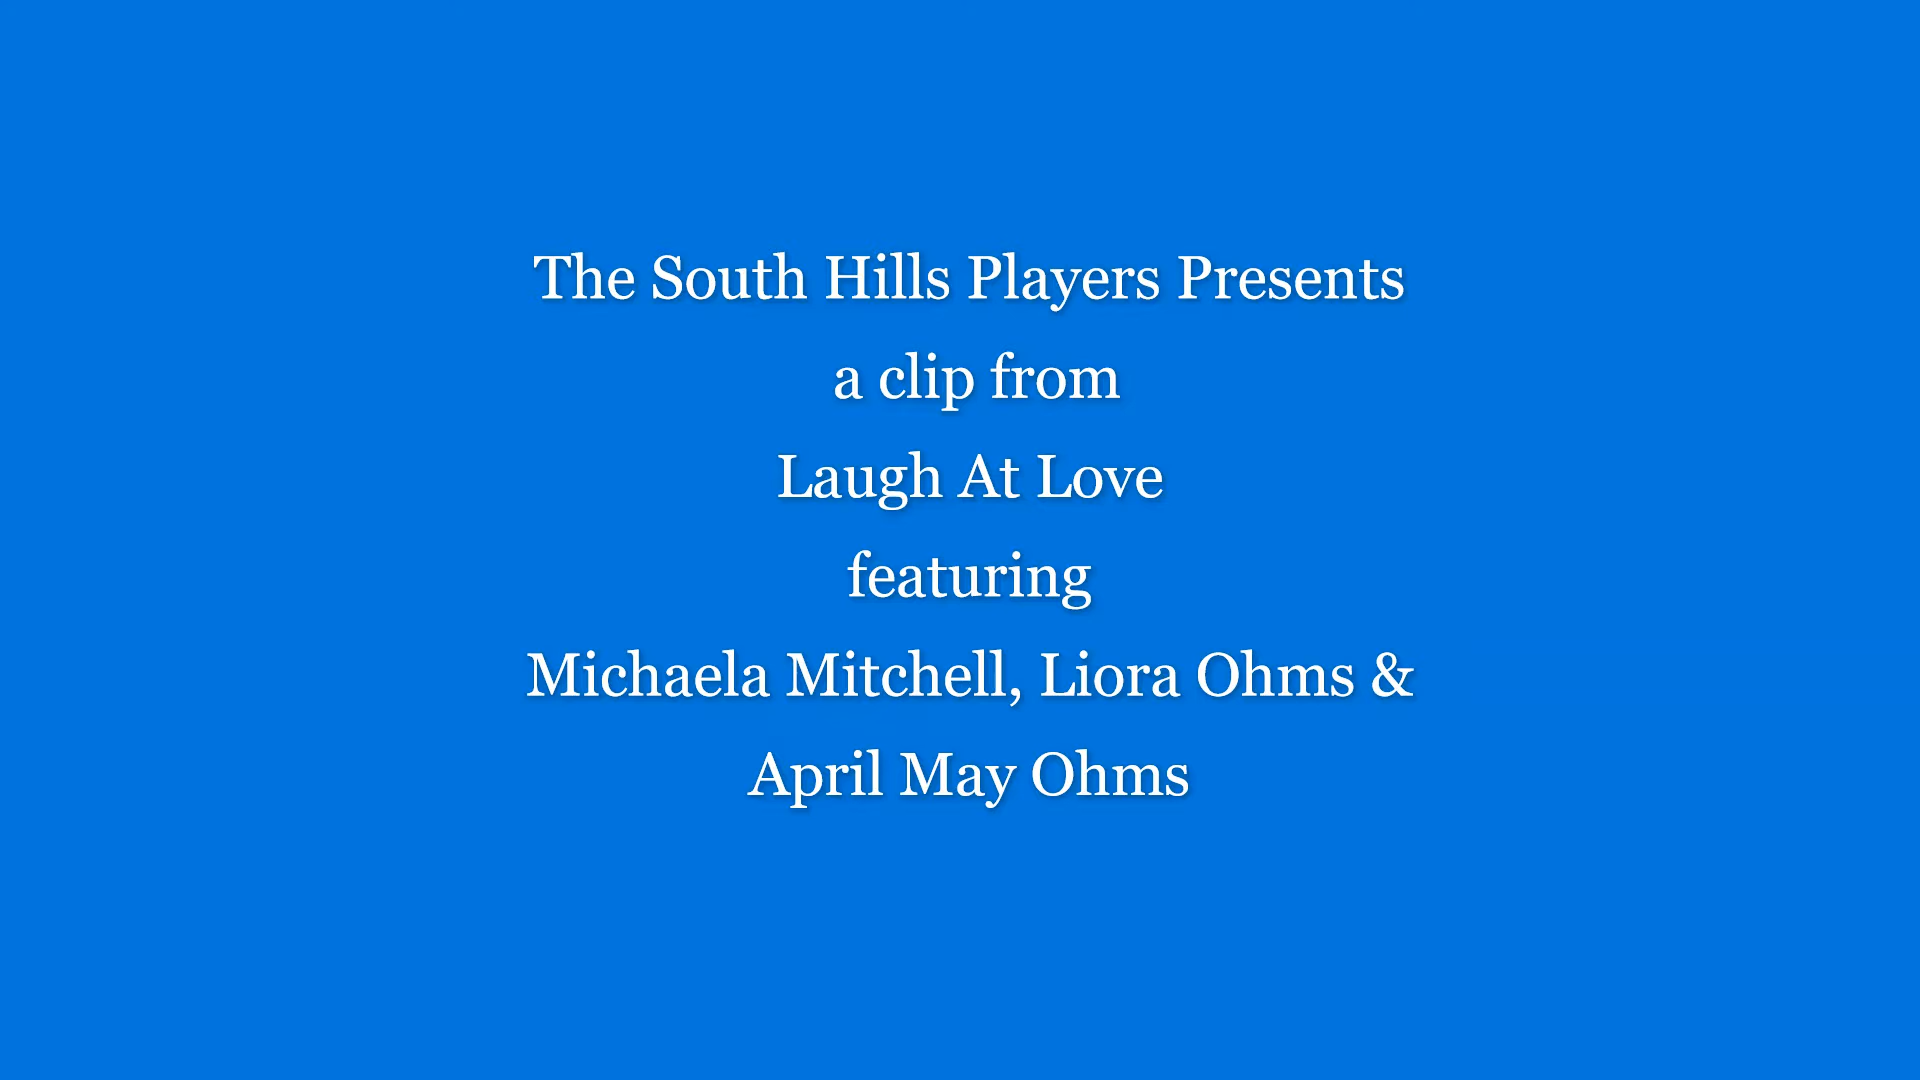 The South Hills Players Presents
a clip from
Laugh At Love
featuring
Michaela Mitchell, Liora Ohms &
April May Ohms